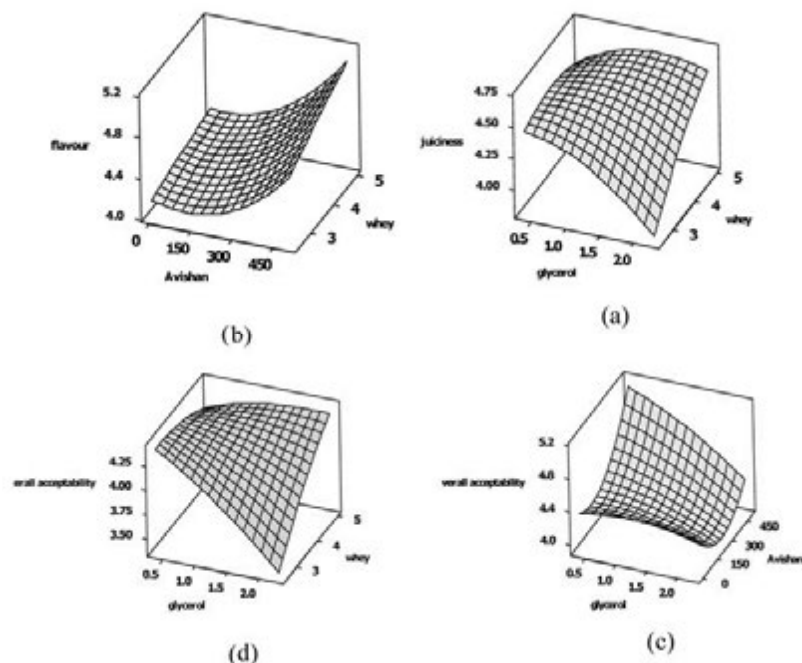 5.2
4.8
flavour
4.4
4.0
0
150
300
450
Avishan
3
4
5
whey
(b)
4.75
4.50
juiciness
4.25
4.00
0.5
1.0
1.5
2.0
glycerol
3
4
5
whey
(a)
4.25
erall acceptability
4.00
3.75
3.50
0.5
1.0
1.5
2.0
glycerol
3
4
5
whey
(d)
5.2
4.8
verall acceptability
4.4
4.0
0.5
1.0
1.5
2.0
glycerol
0
150
300
450
Avishan
(c)